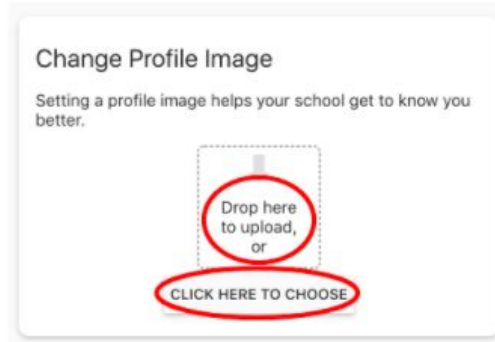 Change Profile Image
Setting a profile image helps your school get to know you
better.
Drop here
to upload,
or
CLICK HERE TO CHOOSE